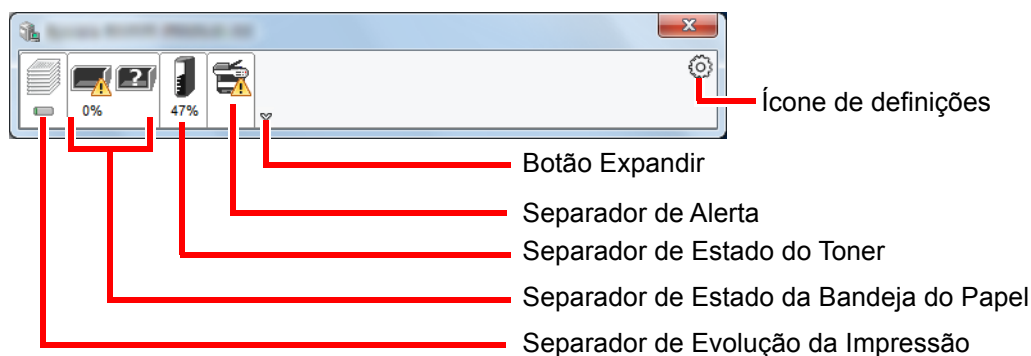 0%
?
47%
Ícone de definições
Botão Expandir
Separador de Alerta
Separador de Estado do Toner
Separador de Estado da Bandeja do Papel
Separador de Evolução da Impressão